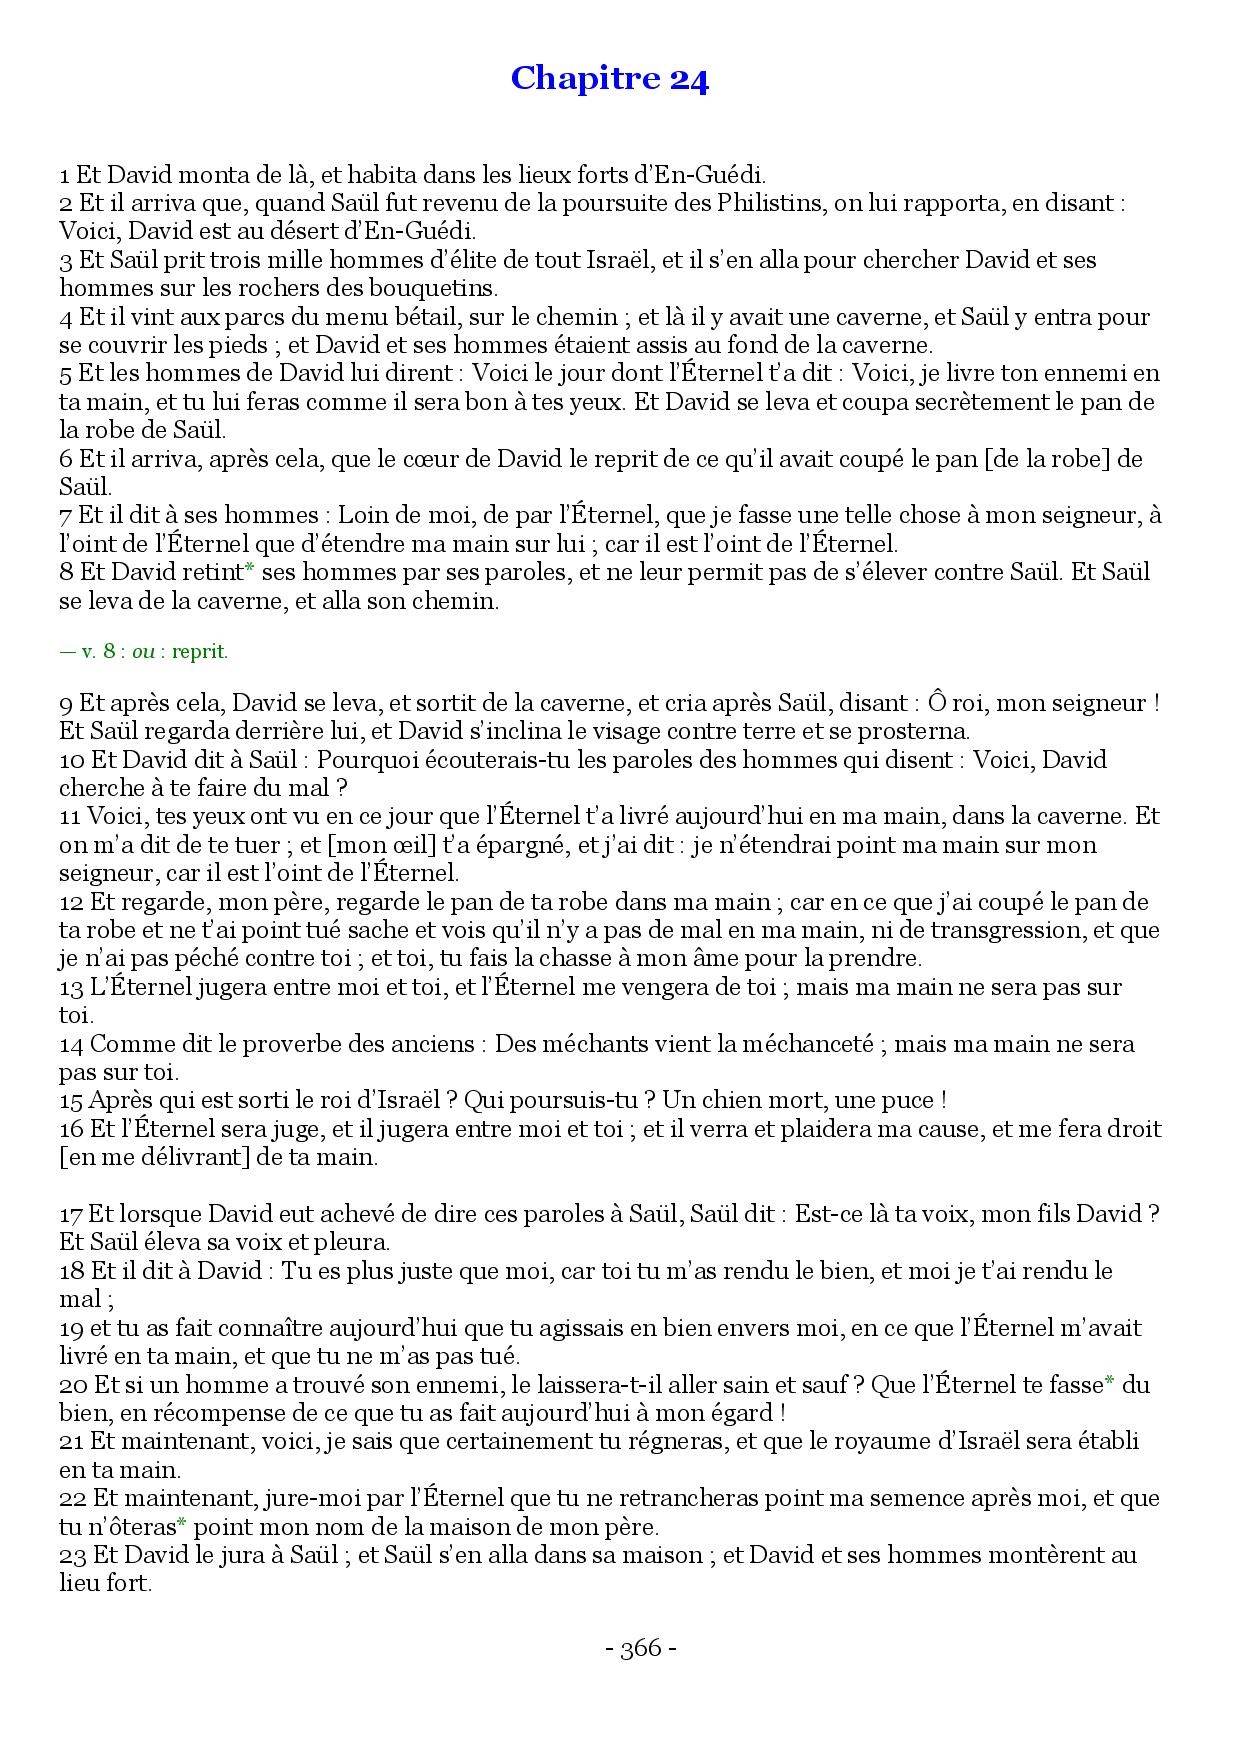 Chapitre 24
1 Et David monta de là, et habita dans les lieux forts d’En-Guédi.
2 Et il arriva que, quand Saül fut revenu de la poursuite des Philistins, on lui rapporta, en disant :
Voici, David est au désert d’En-Guédi.
3 Et Saül prit trois mille hommes d’élite de tout Israël, et il s’en alla pour chercher David et ses
hommes sur les rochers des bouquetins.
4 Et il vint aux parcs du menu bétail, sur le chemin ; et là il y avait une caverne, et Saül y entra pour
se couvrir les pieds ; et David et ses hommes étaient assis au fond de la caverne.
5 Et les hommes de David lui dirent : Voici le jour dont l’Éternel t’a dit : Voici, je livre ton ennemi en
ta main, et tu lui feras comme il sera bon à tes yeux. Et David se leva et coupa secrètement le pan de
la robe de Saül.
6 Et il arriva, après cela, que le cœur de David le reprit de ce qu’il avait coupé le pan [de la robe] de
Saül.
7 Et il dit à ses hommes : Loin de moi, de par l’Éternel, que je fasse une telle chose à mon seigneur, à
l’oint de l’Éternel que d’étendre ma main sur lui ; car il est l’oint de l’Éternel.
8 Et David retint* ses hommes par ses paroles, et ne leur permit pas de s’élever contre Saül. Et Saül
se leva de la caverne, et alla son chemin.
— v. 8 : ou : reprit.
9 Et après cela, David se leva, et sortit de la caverne, et cria après Saül, disant : Ô roi, mon seigneur !
Et Saül regarda derrière lui, et David s’inclina le visage contre terre et se prosterna.
10 Et David dit à Saül : Pourquoi écouterais-tu les paroles des hommes qui disent : Voici, David
cherche à te faire du mal ?
11 Voici, tes yeux ont vu en ce jour que l’Éternel t’a livré aujourd’hui en ma main, dans la caverne. Et
on m’a dit de te tuer ; et [mon œil] t’a épargné, et j’ai dit : je n’étendrai point ma main sur mon
seigneur, car il est l’oint de l’Éternel.
12 Et regarde, mon père, regarde le pan de ta robe dans ma main ; car en ce que j’ai coupé le pan de
ta robe et ne t’ai point tué sache et vois qu’il n’y a pas de mal en ma main, ni de transgression, et que
je n’ai pas péché contre toi ; et toi, tu fais la chasse à mon âme pour la prendre.
13 L’Éternel jugera entre moi et toi, et l’Éternel me vengera de toi ; mais ma main ne sera pas sur
toi.
14 Comme dit le proverbe des anciens : Des méchants vient la méchanceté ; mais ma main ne sera
pas sur toi.
15 Après qui est sorti le roi d’Israël ? Qui poursuis-tu ? Un chien mort, une puce !
16 Et l’Éternel sera juge, et il jugera entre moi et toi ; et il verra et plaidera ma cause, et me fera droit
[en me délivrant] de ta main.
17 Et lorsque David eut achevé de dire ces paroles à Saül, Saül dit : Est-ce là ta voix, mon fils David ?
Et Saül éleva sa voix et pleura.
18 Et il dit à David : Tu es plus juste que moi, car toi tu m’as rendu le bien, et moi je t’ai rendu le
mal ;
19 et tu as fait connaître aujourd’hui que tu agissais en bien envers moi, en ce que l’Éternel m’avait
livré en ta main, et que tu ne m’as pas tué.
20 Et si un homme a trouvé son ennemi, le laissera-t-il aller sain et sauf ? Que l’Éternel te fasse* du
bien, en récompense de ce que tu as fait aujourd’hui à mon égard !
21 Et maintenant, voici, je sais que certainement tu régneras, et que le royaume d’Israël sera établi
en ta main.
22 Et maintenant, jure-moi par l’Éternel que tu ne retrancheras point ma semence après moi, et que
tu n’ôteras* point mon nom de la maison de mon père.
23 Et David le jura à Saül ; et Saül s’en alla dans sa maison ; et David et ses hommes montèrent au
lieu fort.
- 366 -